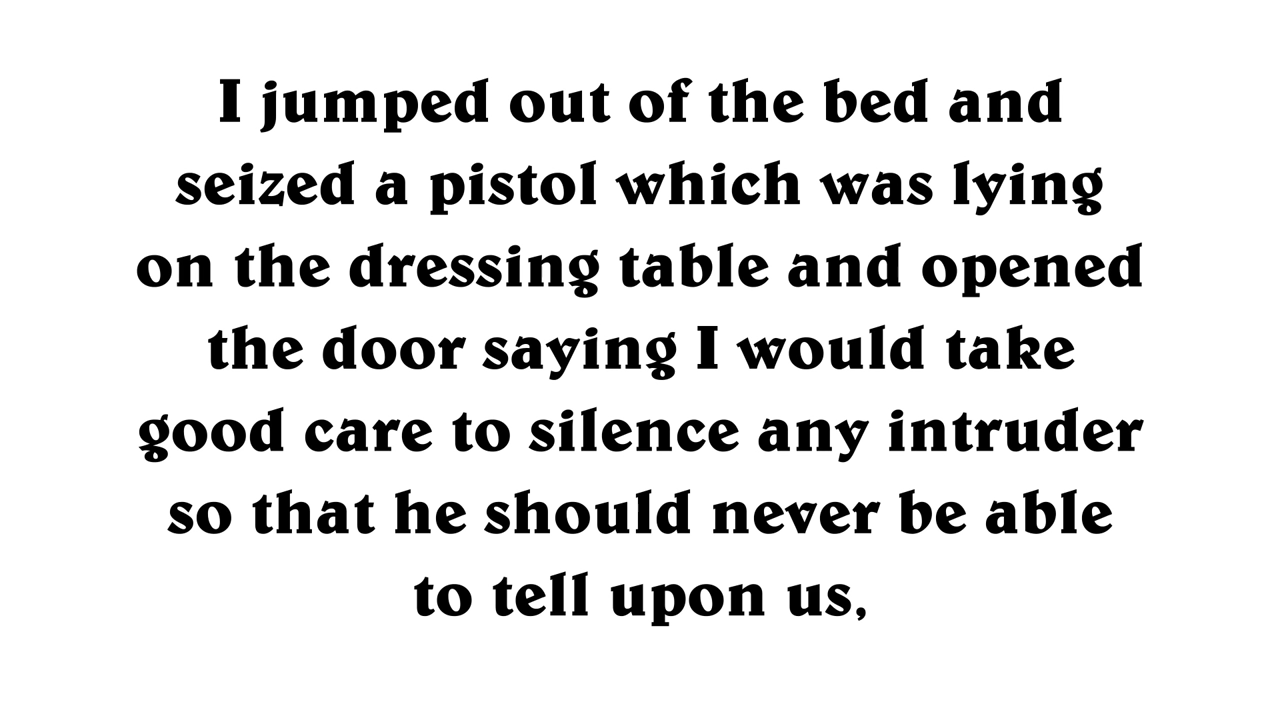 I jumped out of the bed and
seized a pistol which was lying
on the dressing table and opened
the door saying I would take
good care to silence any intruder
so that he should never be able
to tell upon us,